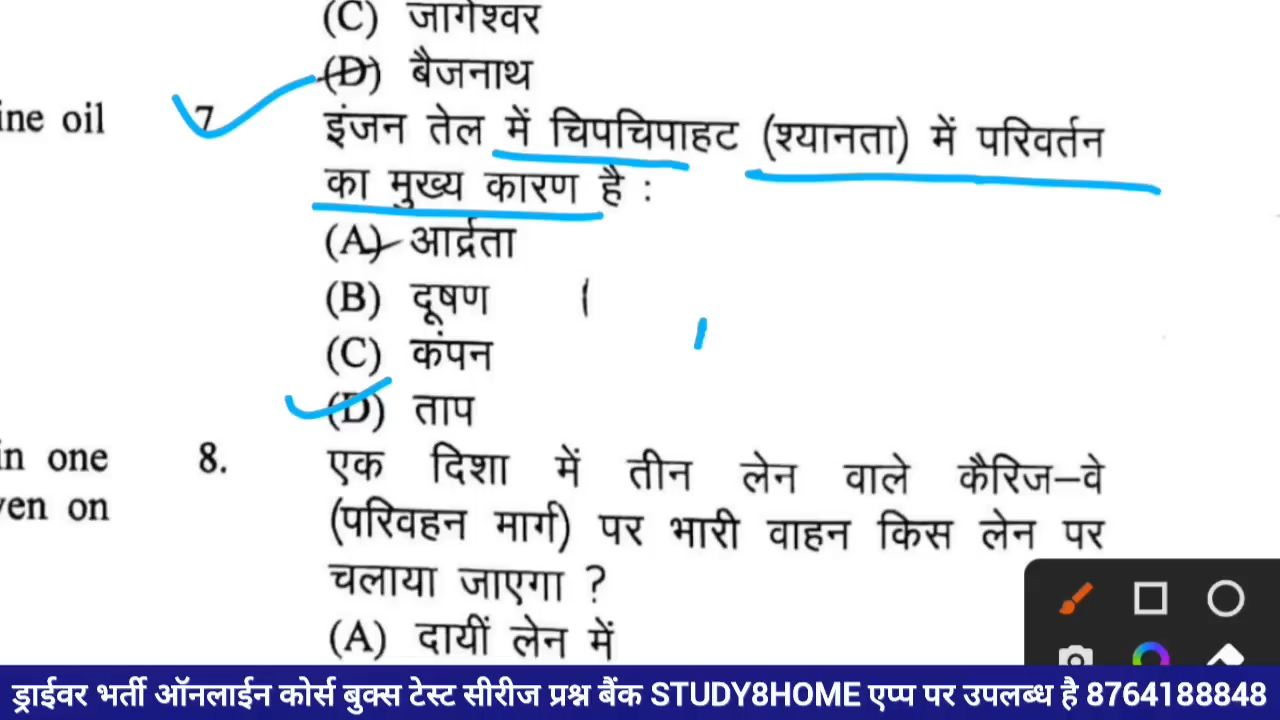 (C) जागेश्वर
(D) बैजनाथ
ine oil
7
इंजन तेल में चिपचिपाहट (श्यानता) में परिवर्तन
का मुख्य कारण है :
(A) आर्द्रता
(B) दूषण
(C) कंपन
(D) ताप
in one
ven on
8.
एक दिशा में तीन लेन वाले कैरिज-वे
(परिवहन मार्ग) पर भारी वाहन किस लेन पर
चलाया जाएगा ?
(A) दायीं लेन में
ड्राईवर भर्ती ऑनलाईन कोर्स बुक्स टेस्ट सीरीज प्रश्न बैंक STUDY8HOME एप्प पर उपलब्ध है 8764188848